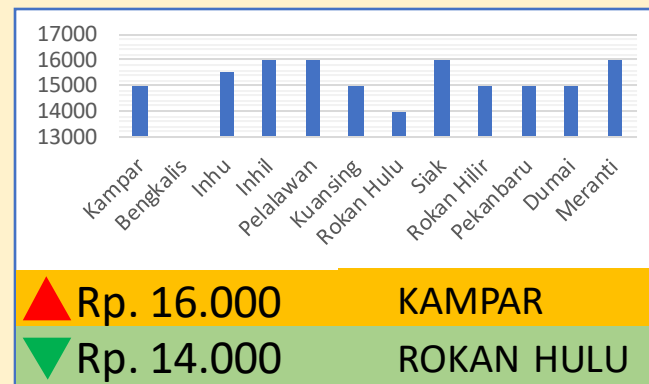 17000
16000
15000
14000
13000
Kampar
Bengkalis
Inhu
Inhil
Pelalawan
Kuansing
Rokan Hulu
Siak
Rokan Hilir
Pekanbaru
Dumai
Meranti
Rp. 16.000 KAMPAR
Rp. 14.000 ROKAN HULU